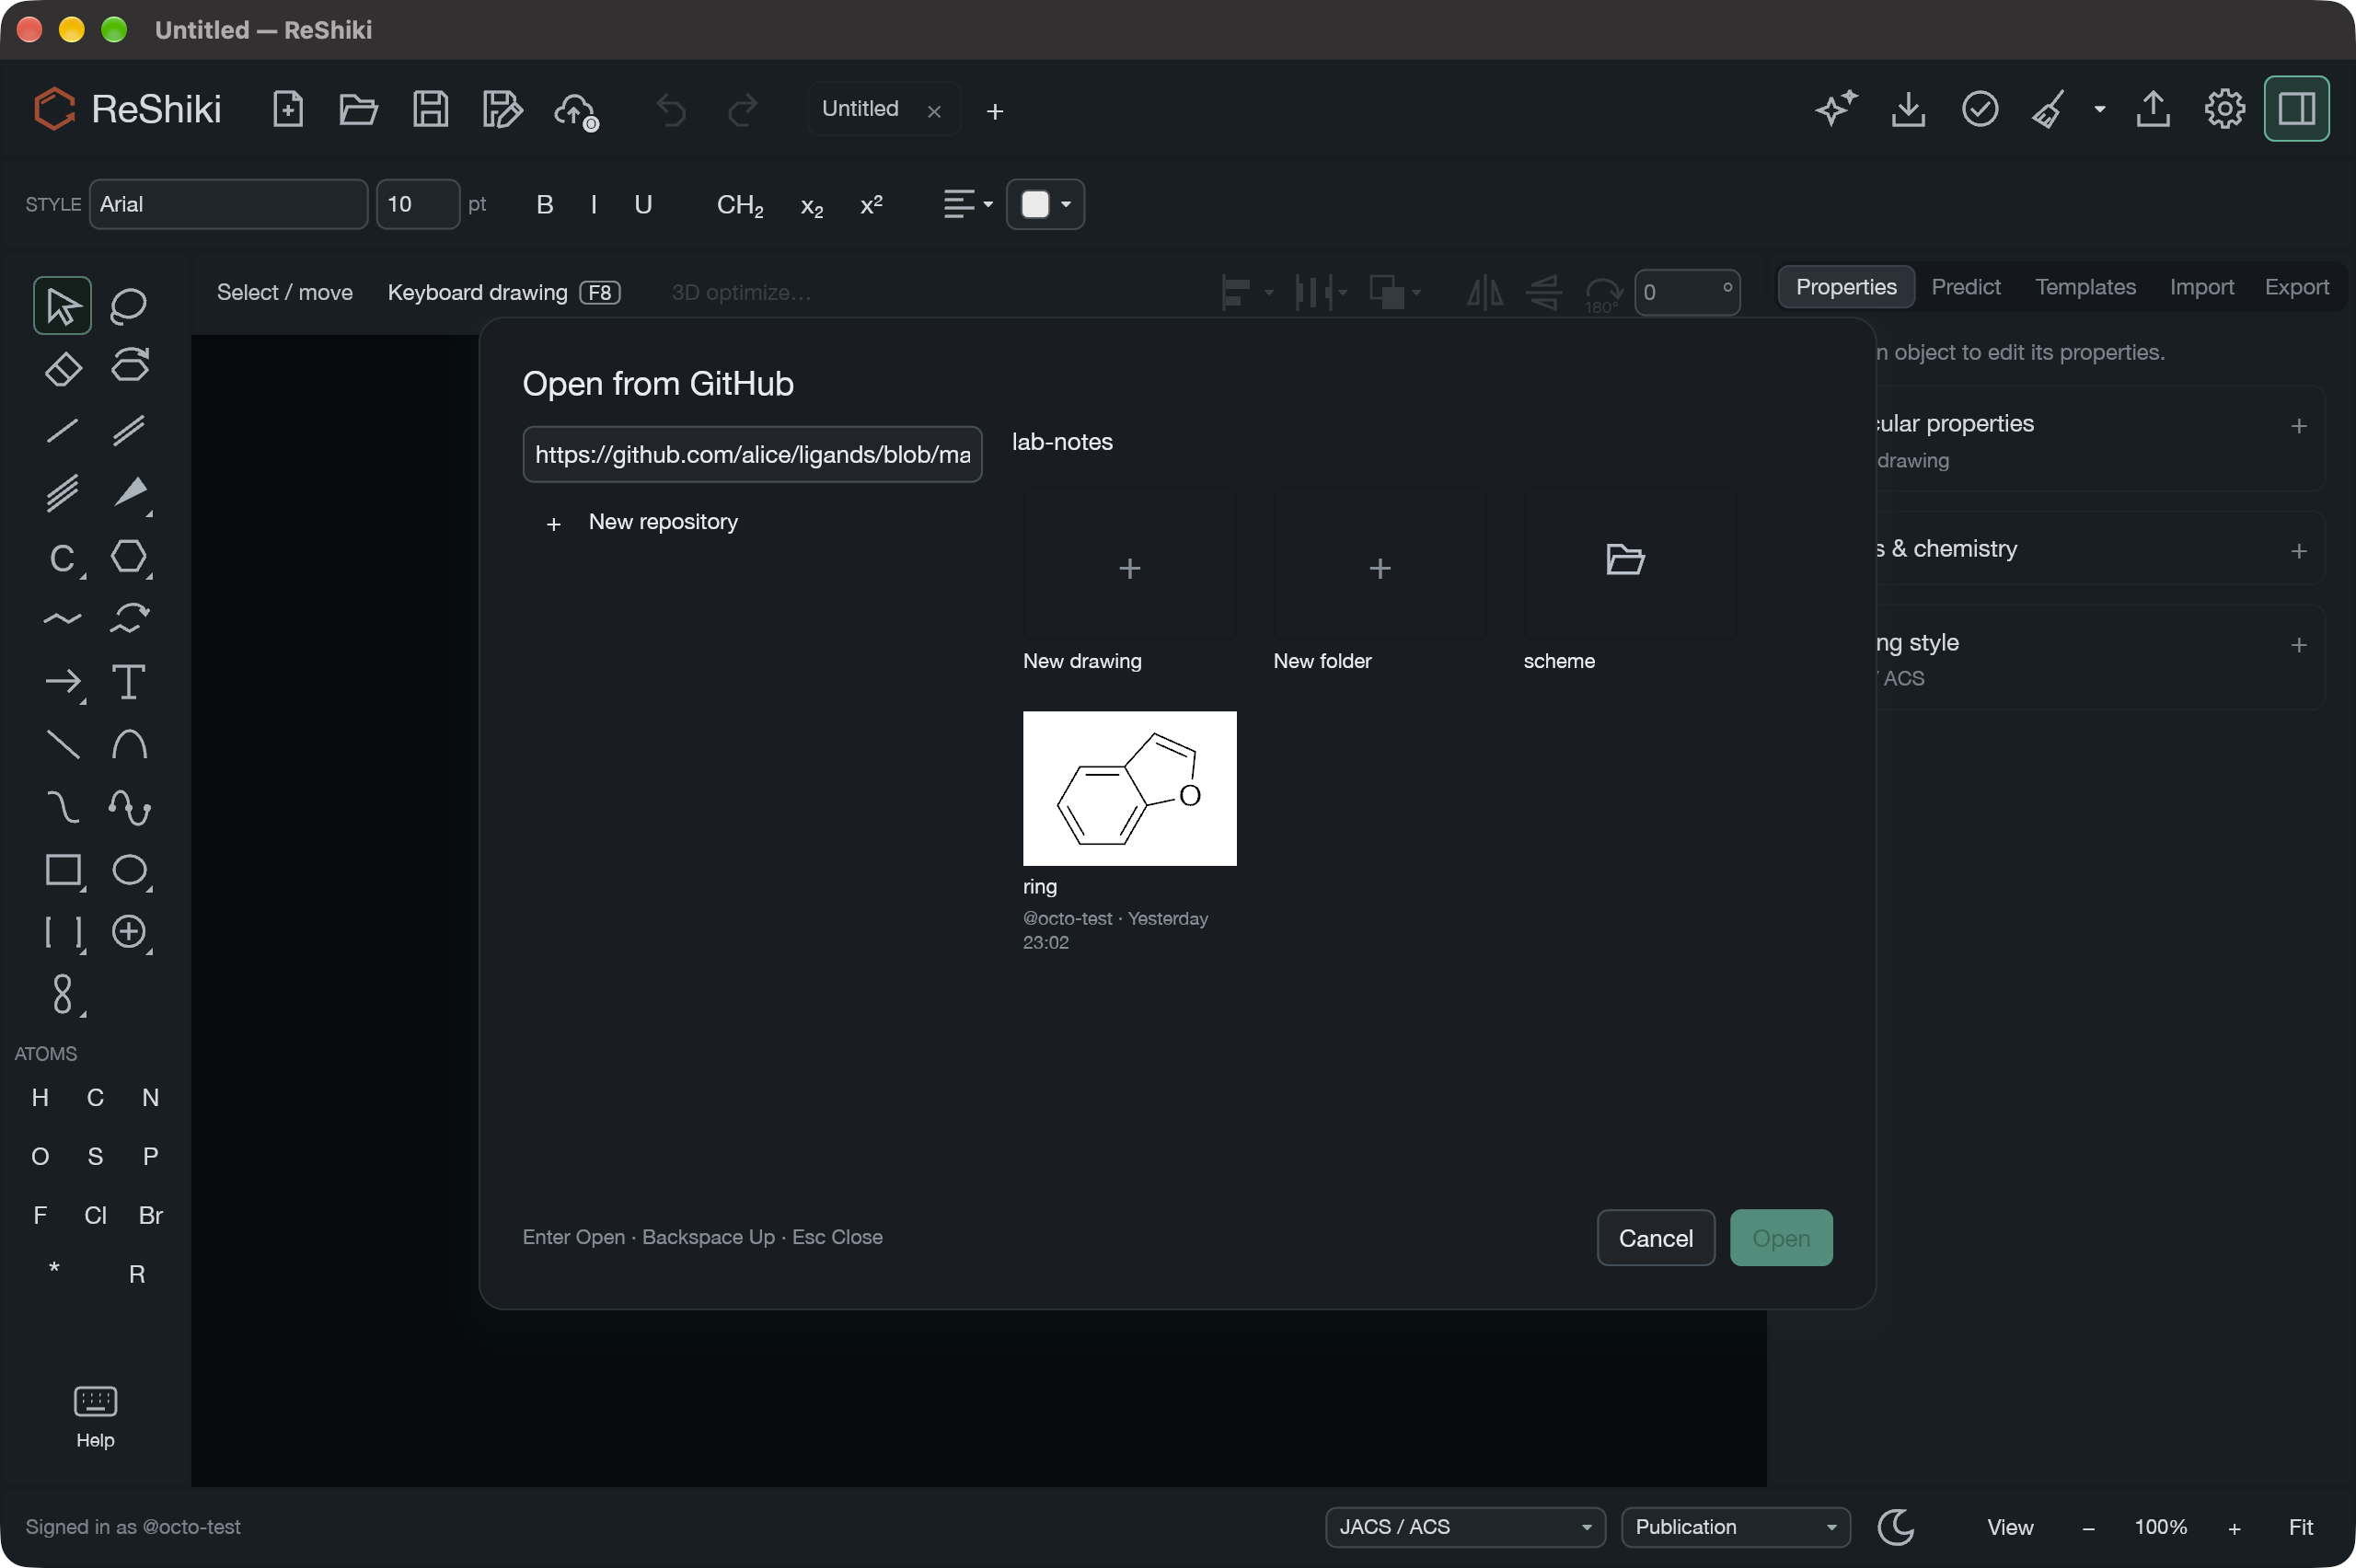 Untitled — ReShiki
ReShiki
Untitled
STYLE Arial 10 pt B I U CH₂ x₂ x²
Select / move Keyboard drawing F8 3D optimize… 180° 0 °
Properties Predict Templates Import Export
n object to edit its properties.
Open from GitHub
https://github.com/alice/ligands/blob/ma
lab-notes
cular properties
drawing
New repository
s & chemistry
New drawing New folder scheme
ng style
/ ACS
C
T
O
ring
@octo-test · Yesterday
23:02
ATOMS
H C N
O S P
F Cl Br
* R
Enter Open · Backspace Up · Esc Close
Cancel Open
Help
Signed in as @octo-test
JACS / ACS Publication View − 100% + Fit